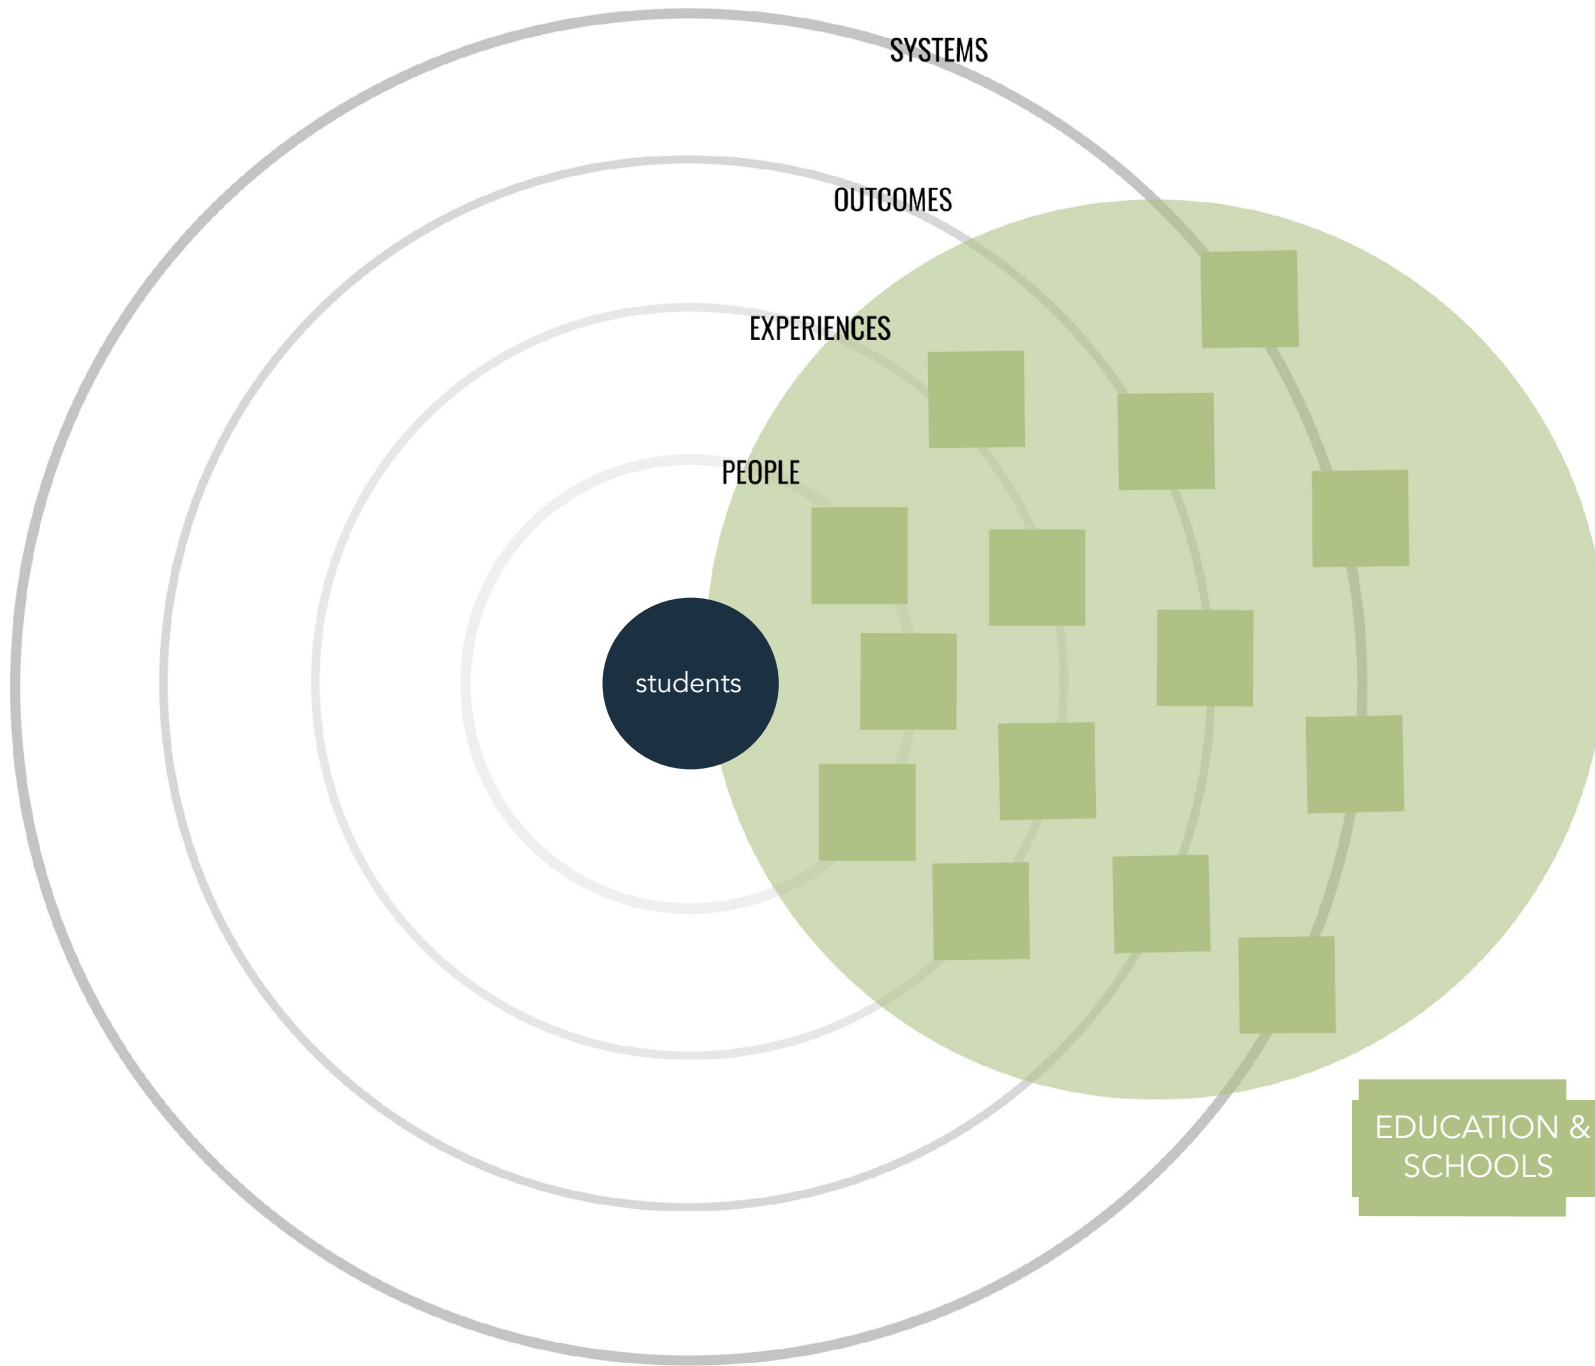 SYSTEMS
OUTCOMES
EXPERIENCES
PEOPLE
students
EDUCATION &
SCHOOLS